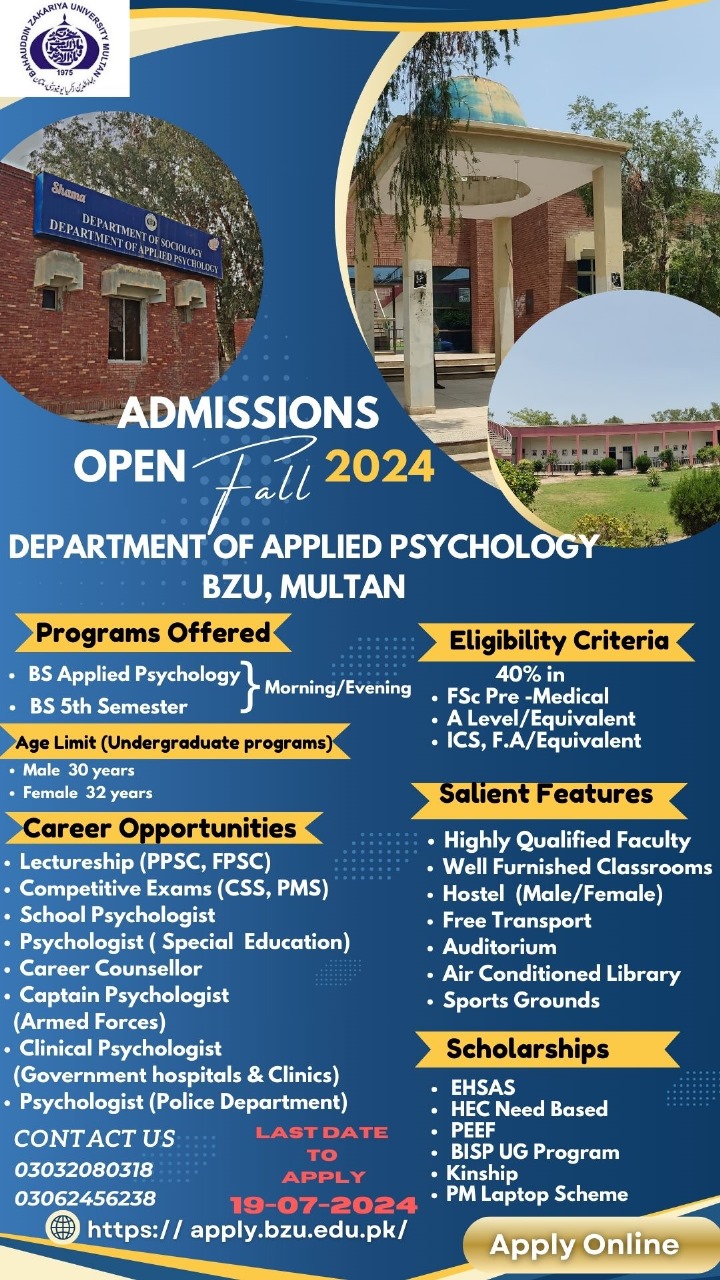 BAHAUDDIN ZAKARIYA UNIVERSITY MULTAN
1975
Shama
DEPARTMENT OF SOCIOLOGY
DEPARTMENT OF APPLIED PSYCHOLOGY
ADMISSIONS
OPEN Fall 2024
DEPARTMENT OF APPLIED PSYCHOLOGY
BZU, MULTAN
Programs Offered
• BS Applied Psychology
• BS 5th Semester
} Morning/Evening
Age Limit (Undergraduate programs)
• Male 30 years
• Female 32 years
Career Opportunities
• Lectureship (PPSC, FPSC)
• Competitive Exams (CSS, PMS)
• School Psychologist
• Psychologist ( Special Education)
• Career Counsellor
• Captain Psychologist
(Armed Forces)
• Clinical Psychologist
(Government hospitals & Clinics)
• Psychologist (Police Department)
Eligibility Criteria
40% in
• FSc Pre -Medical
• A Level/Equivalent
• ICS, F.A/Equivalent
Salient Features
• Highly Qualified Faculty
• Well Furnished Classrooms
• Hostel (Male/Female)
• Free Transport
• Auditorium
• Air Conditioned Library
• Sports Grounds
Scholarships
• EHSAS
• HEC Need Based
• PEEF
• BISP UG Program
• Kinship
• PM Laptop Scheme
CONTACT US
03032080318
03062456238
LAST DATE
TO
APPLY
19-07-2024
https:// apply.bzu.edu.pk/
Apply Online